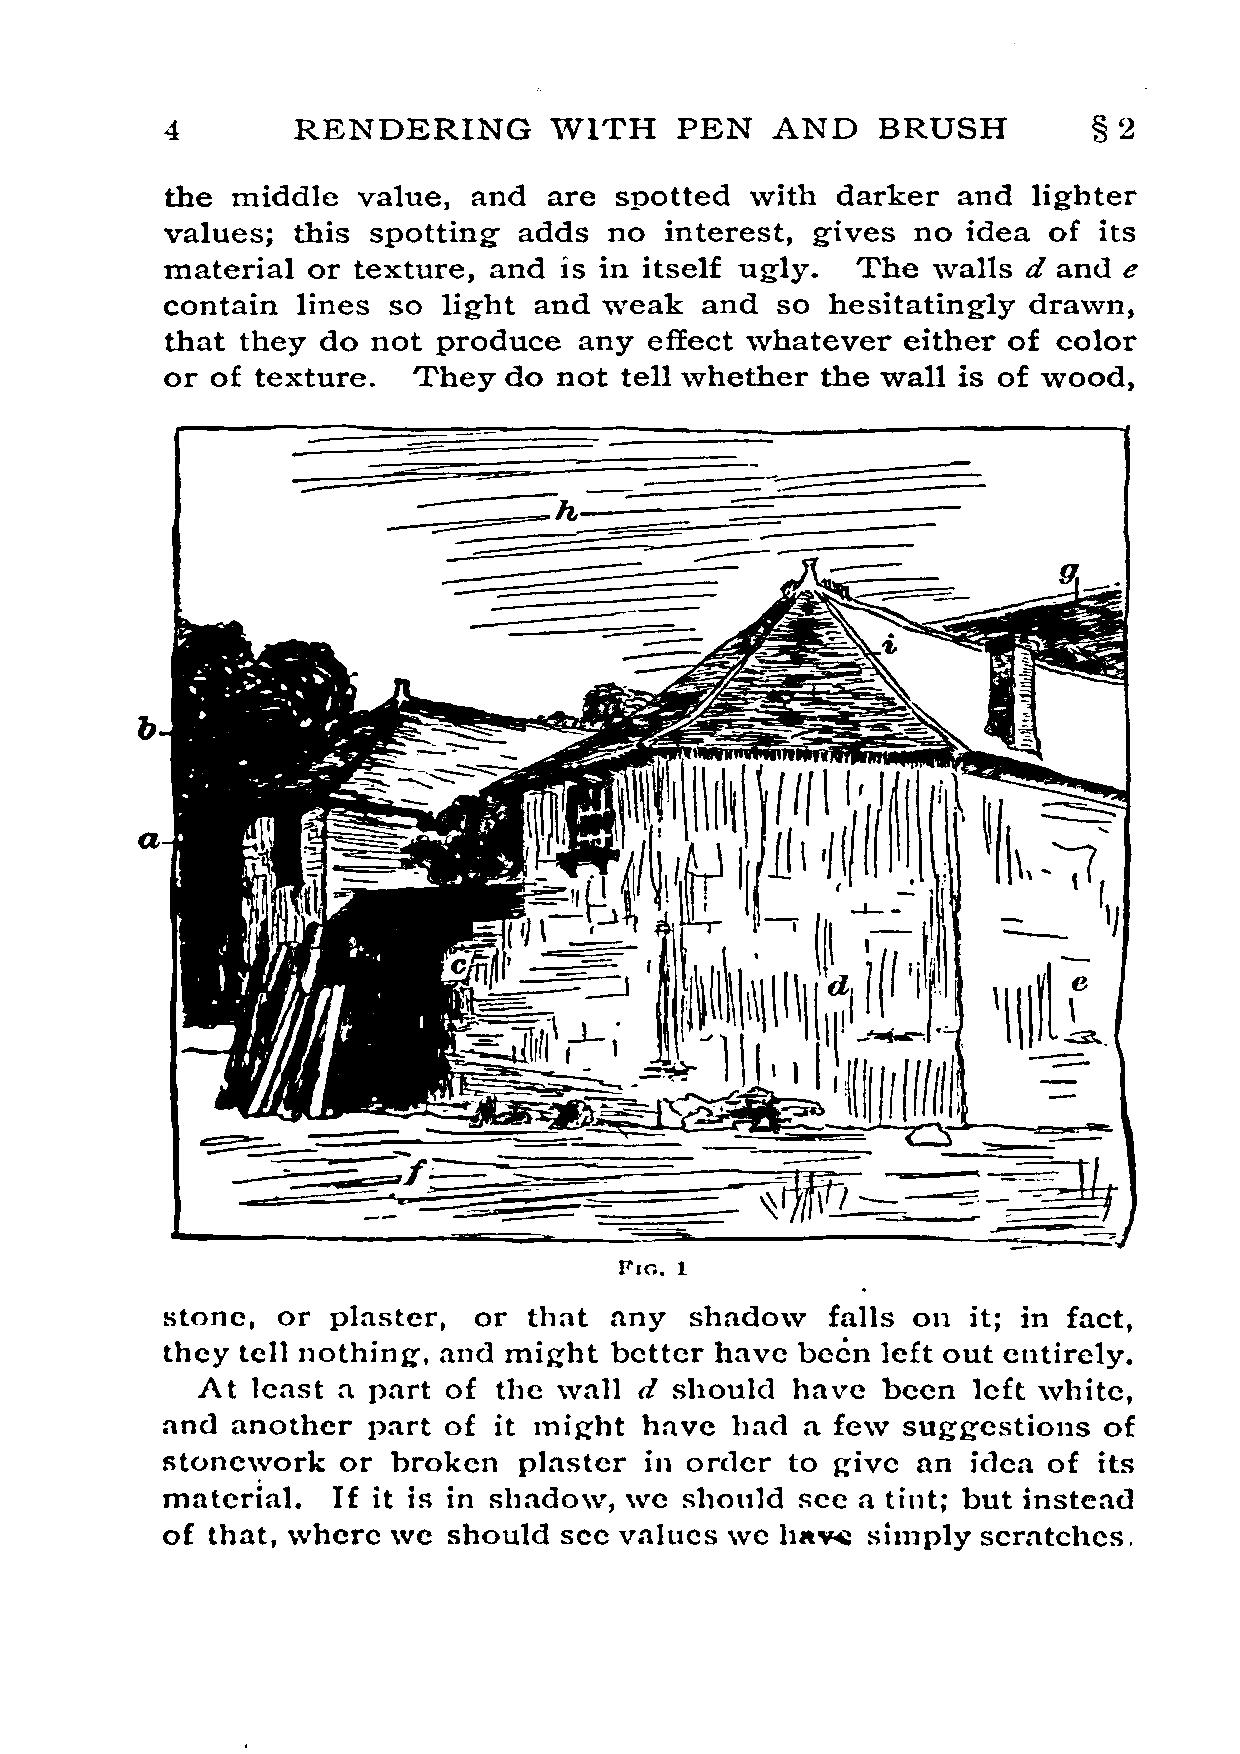 4 RENDERING WITH PEN AND BRUSH § 2
the middle value, and are spotted with darker and lighter
values; this spotting adds no interest, gives no idea of its
material or texture, and is in itself ugly. The walls d and e
contain lines so light and weak and so hesitatingly drawn,
that they do not produce any effect whatever either of color
or of texture. They do not tell whether the wall is of wood,
h
g
i
b
a
c
d
e
f
FIG. 1
stone, or plaster, or that any shadow falls on it; in fact,
they tell nothing, and might better have been left out entirely.
At least a part of the wall d should have been left white,
and another part of it might have had a few suggestions of
stonework or broken plaster in order to give an idea of its
material. If it is in shadow, we should see a tint; but instead
of that, where we should see values we have simply scratches.